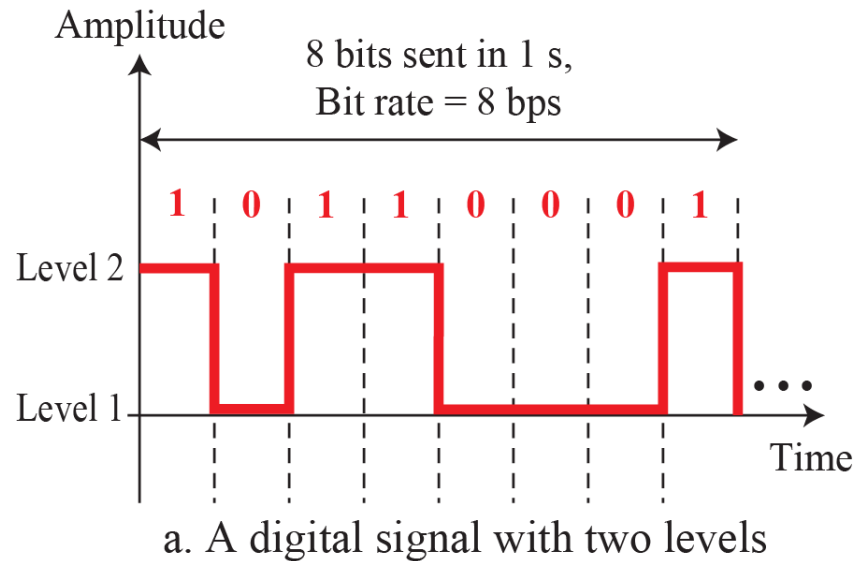 Amplitude
8 bits sent in 1 s,
Bit rate = 8 bps
1 0 1 1 0 0 0 1
Level 2
Level 1
...
Time
a. A digital signal with two levels